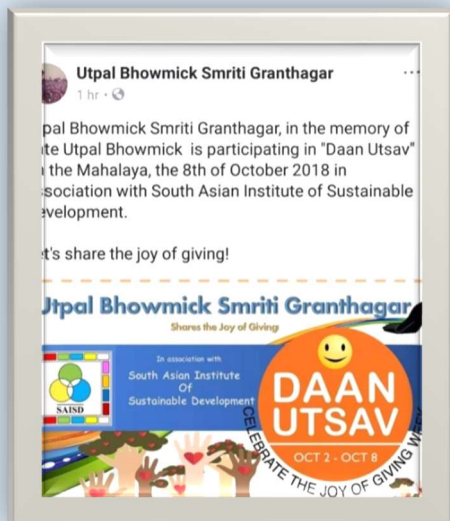 Utpal Bhowmick Smriti Granthagar
1 hr
pal Bhowmick Smriti Granthagar, in the memory of
te Utpal Bhowmick is participating in "Daan Utsav"
the Mahalaya, the 8th of October 2018 in
sociation with South Asian Institute of Sustainable
evelopment.
t's share the joy of giving!
Utpal Bhowmick Smriti Granthagar
Shares the Joy of Giving
In association with
South Asian Institute
Of
Sustainable Development
SAISD
DAAN
UTSAV
OCT 2 - OCT 8
CELEBRATE THE JOY OF GIVING WEEK